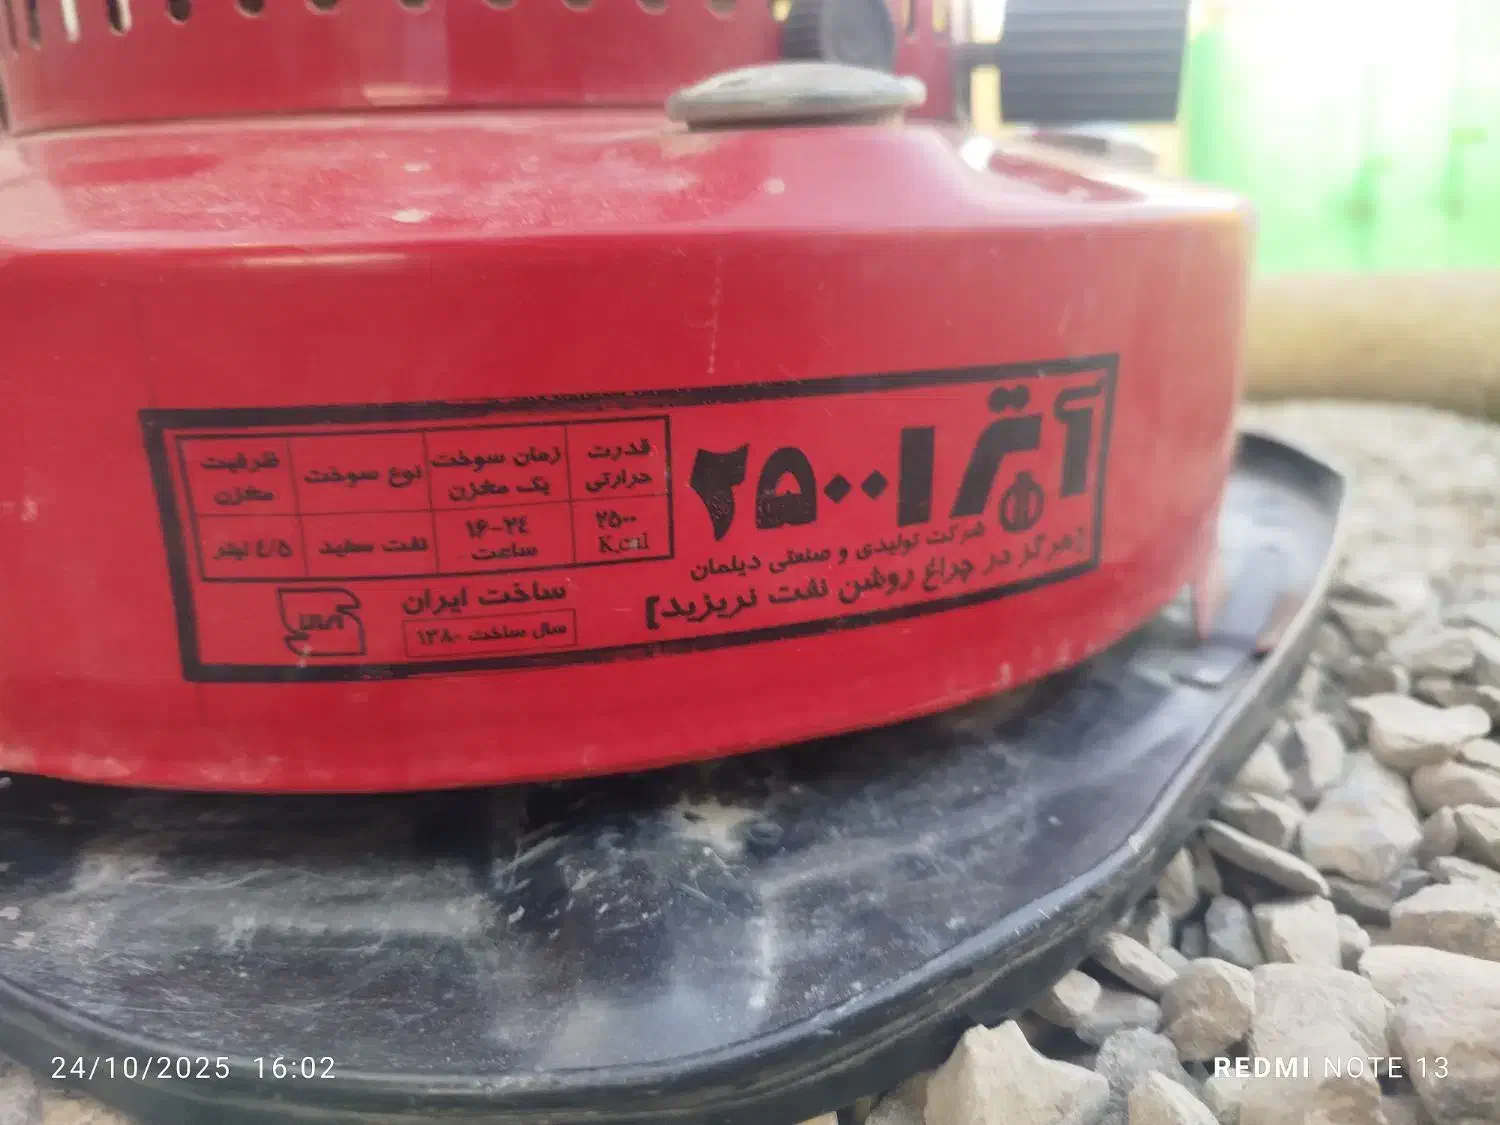 آترا ۲۵۰۰
شرکت تولیدی و صنعتی دیلمان
[هرگز در چراغ روشن نفت نریزید]
قدرت حرارتی | زمان سوخت یک مخزن | نوع سوخت | ظرفیت مخزن
۲۵۰۰ Kcal | ۱۶-۲۴ ساعت | نفت سفید | ۴/۵ لیتر
ساخت ایران
سال ساخت ۱۳۸۰
24/10/2025 16:02
REDMI NOTE 13